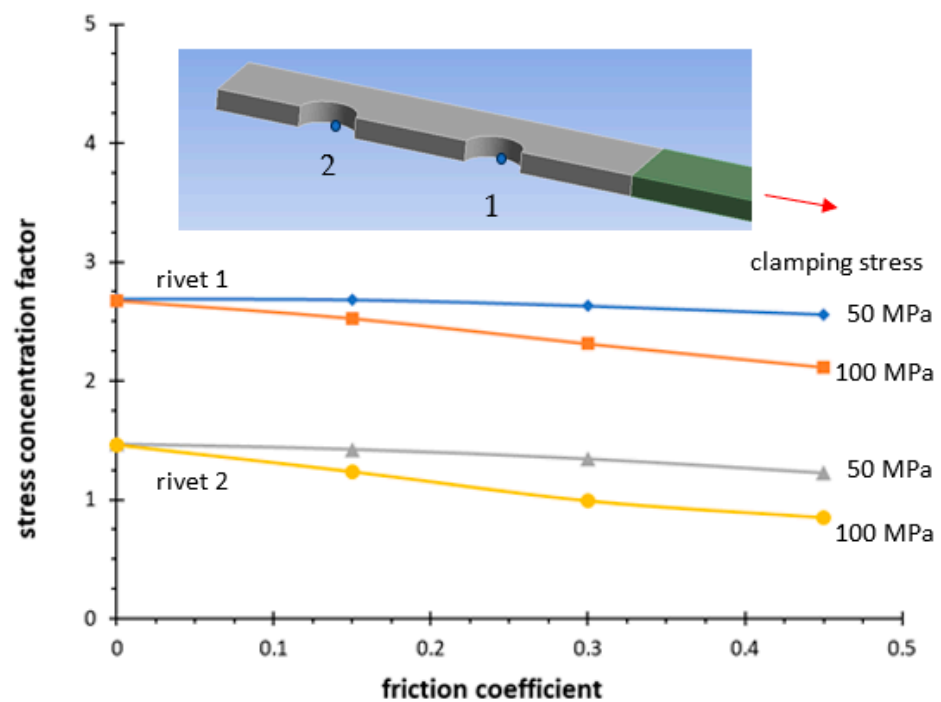 5
4
3
2
1
0
stress concentration factor
2
1
clamping stress
rivet 1
50 MPa
100 MPa
rivet 2
50 MPa
100 MPa
0
0.1
0.2
0.3
0.4
0.5
friction coefficient